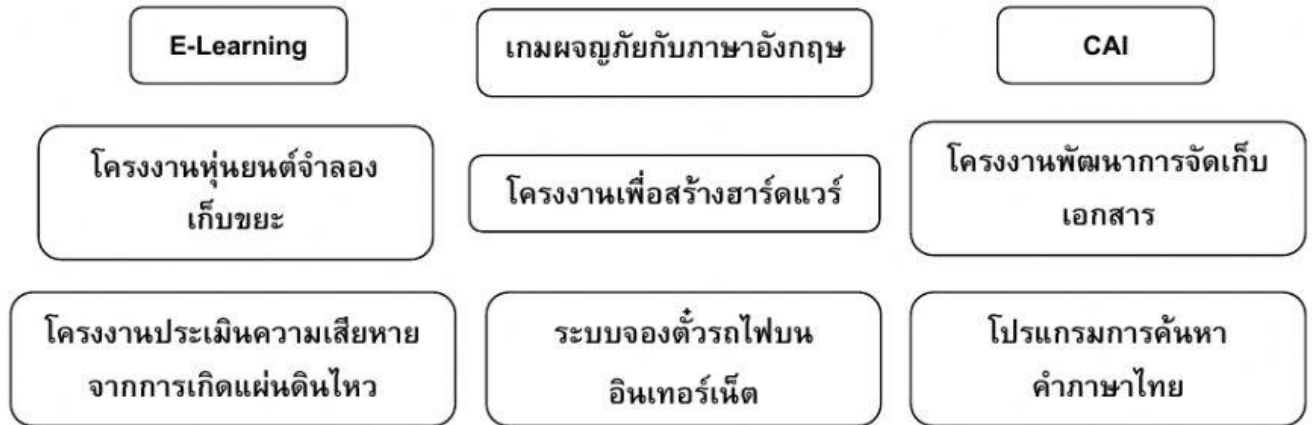 E-Learning
เกมผจญภัยกับภาษาอังกฤษ
CAI
โครงงานหุ่นยนต์จำลอง
เก็บขยะ
โครงงานเพื่อสร้างฮาร์ดแวร์
โครงงานพัฒนาการจัดเก็บ
เอกสาร
โครงงานประเมินความเสียหาย
จากการเกิดแผ่นดินไหว
ระบบจองตั๋วรถไฟบน
อินเทอร์เน็ต
โปรแกรมการค้นหา
คำภาษาไทย